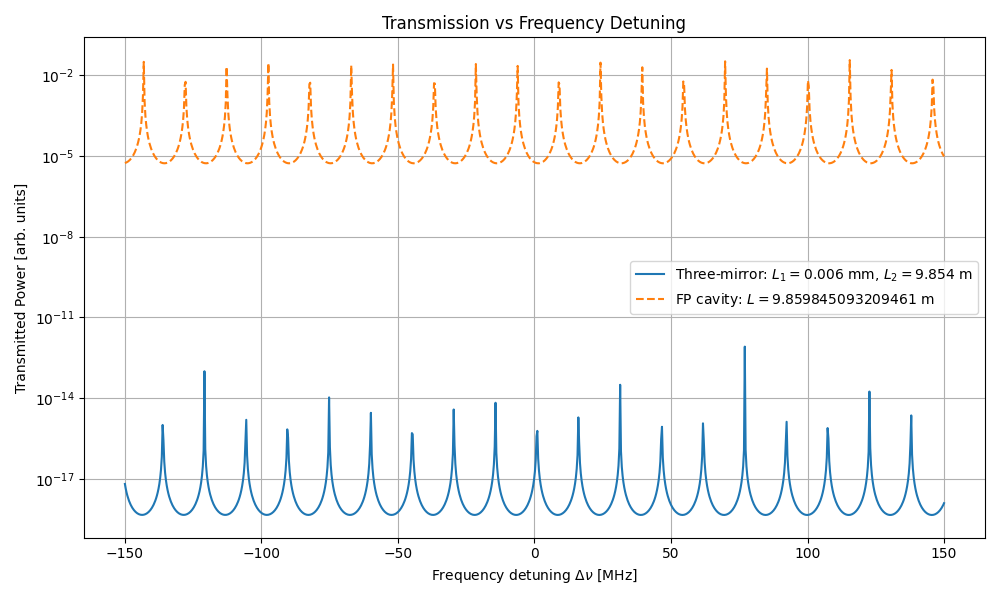 Transmission vs Frequency Detuning
Transmitted Power [arb. units]
10⁻²
10⁻⁵
10⁻⁸
10⁻¹¹
10⁻¹⁴
10⁻¹⁷
Three-mirror: L₁ = 0.006 mm, L₂ = 9.854 m
FP cavity: L = 9.859845093209461 m
−150
−100
−50
0
50
100
150
Frequency detuning Δν [MHz]